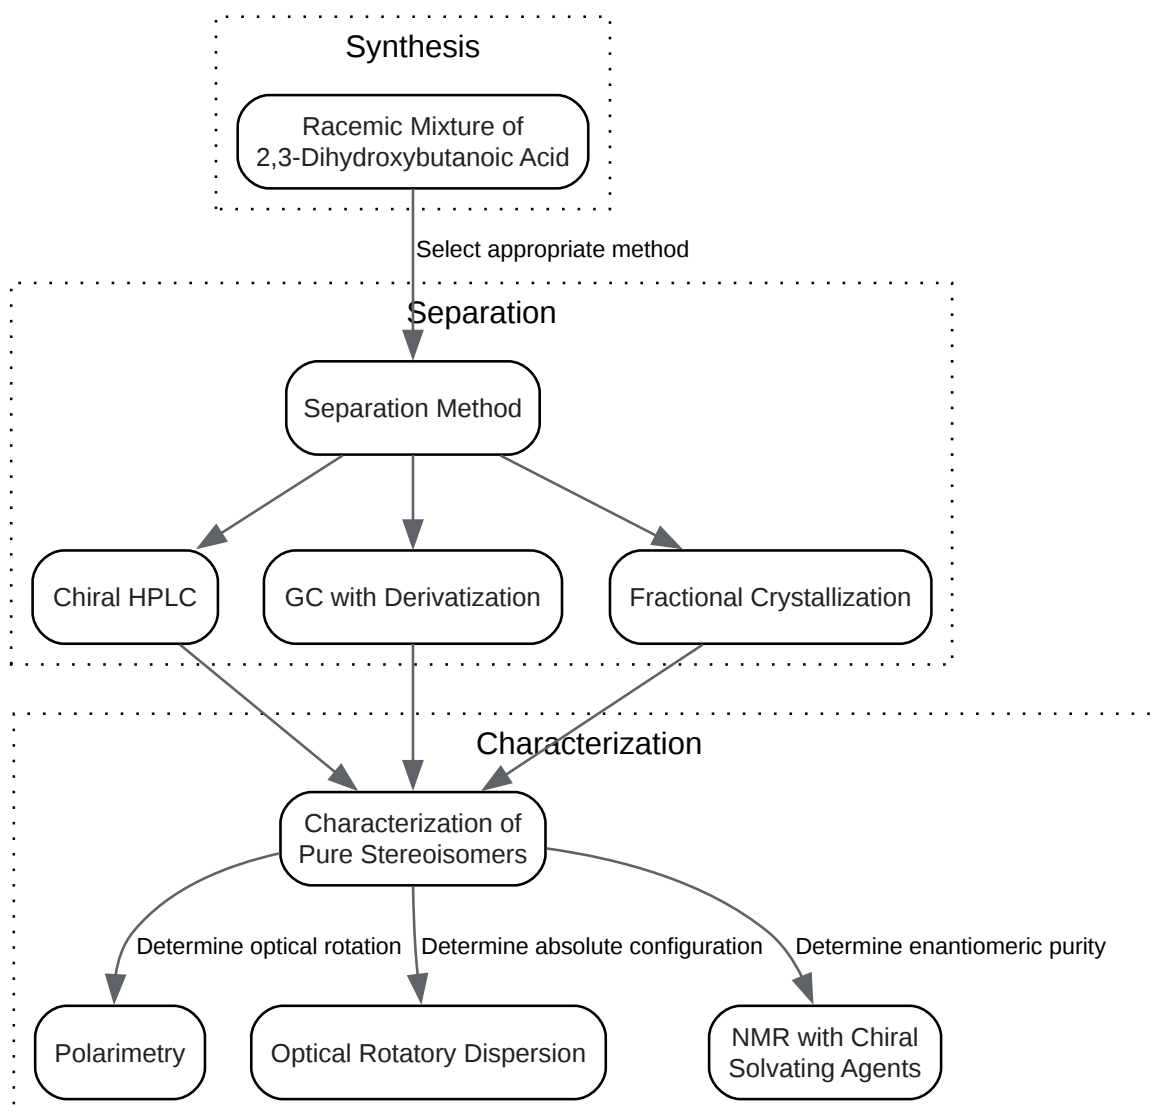 Synthesis
Racemic Mixture of
2,3-Dihydroxybutanoic Acid
Select appropriate method
Separation
Separation Method
Chiral HPLC
GC with Derivatization
Fractional Crystallization
Characterization
Characterization of
Pure Stereoisomers
Determine optical rotation
Determine absolute configuration
Determine enantiomeric purity
Polarimetry
Optical Rotatory Dispersion
NMR with Chiral
Solvating Agents